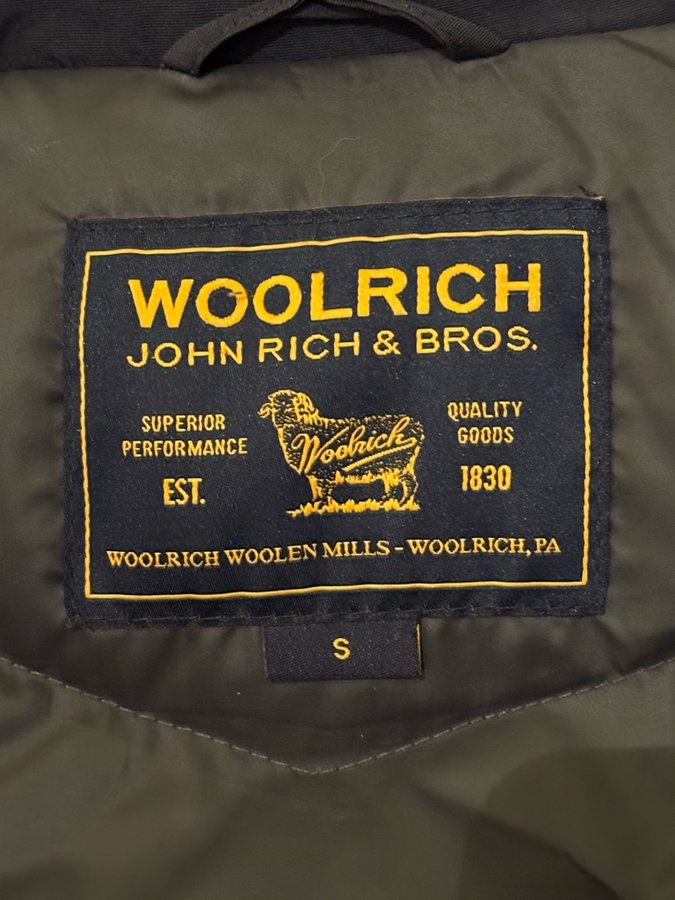 WOOLRICH
JOHN RICH & BROS.
SUPERIOR
PERFORMANCE
EST.
Woolrich
QUALITY
GOODS
1830
WOOLRICH WOOLEN MILLS - WOOLRICH, PA
S